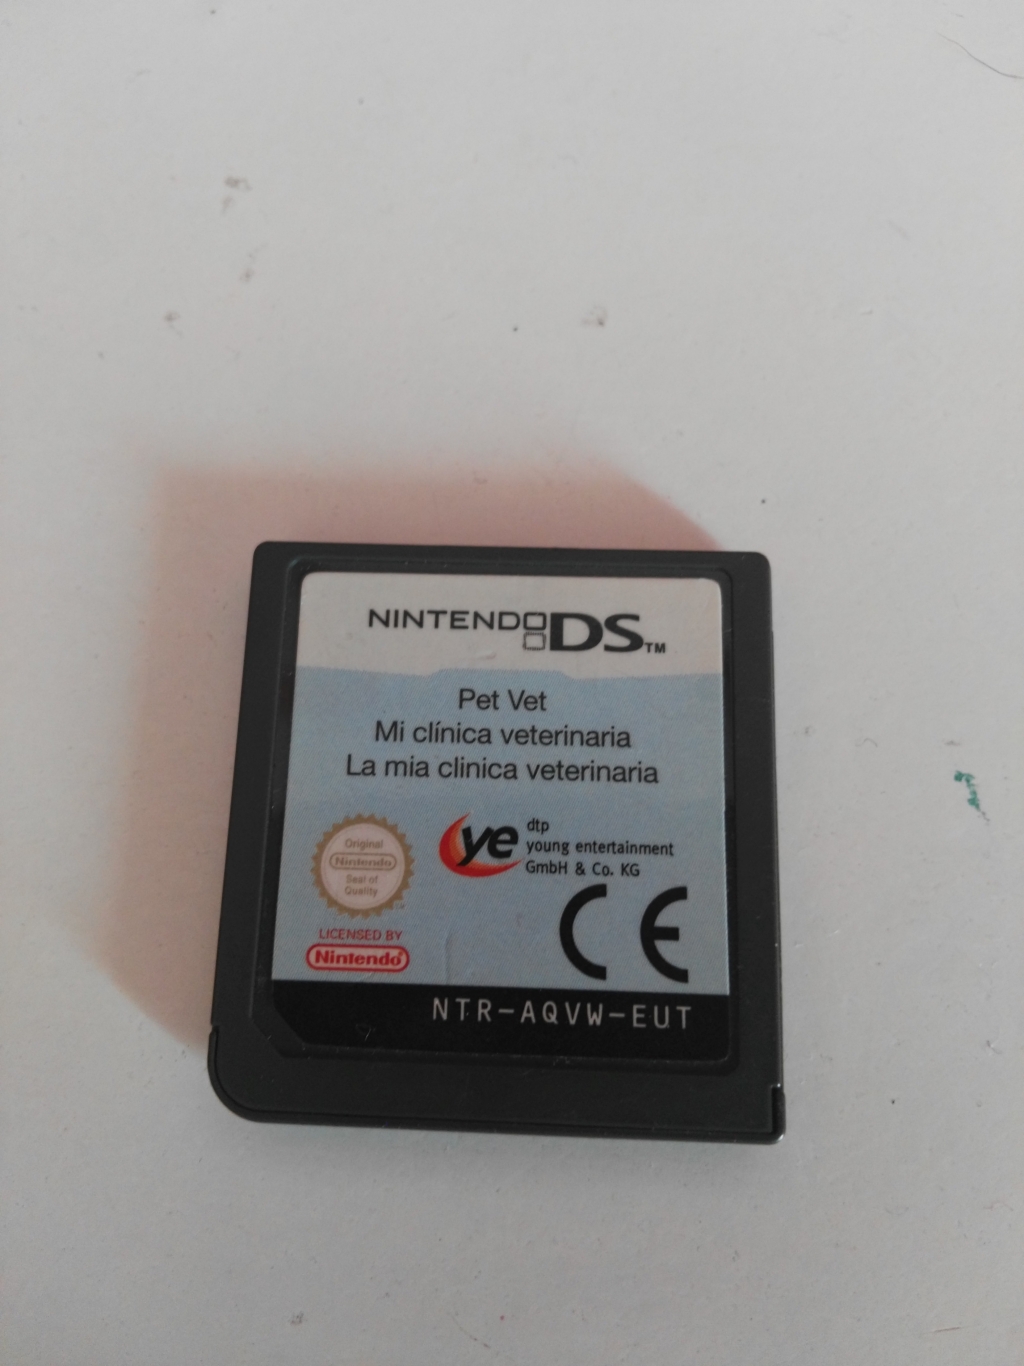 NINTENDO DS™
Pet Vet
Mi clínica veterinaria
La mia clinica veterinaria
Original
Nintendo
Seal of
Quality
LICENSED BY
Nintendo®
ye
dtp
young entertainment
GmbH & Co. KG
CE
NTR-AQVW-EUT